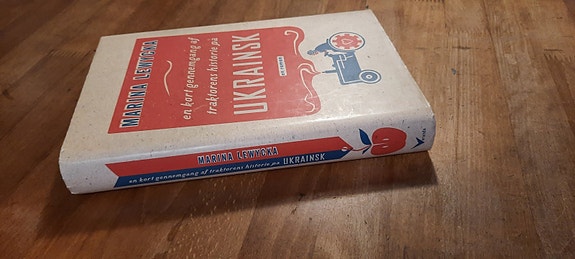 MARINA LEWYCKA
en kort gennemgang af
traktorens historie på
UKRAINSK
MARINA LEWYCKA
en kort gennemgang af traktorens historie på UKRAINSK